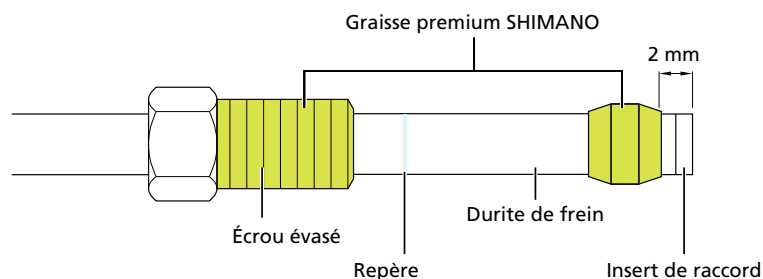 Graisse premium SHIMANO
2 mm
Durite de frein
Écrou évasé
Repère
Insert de raccord